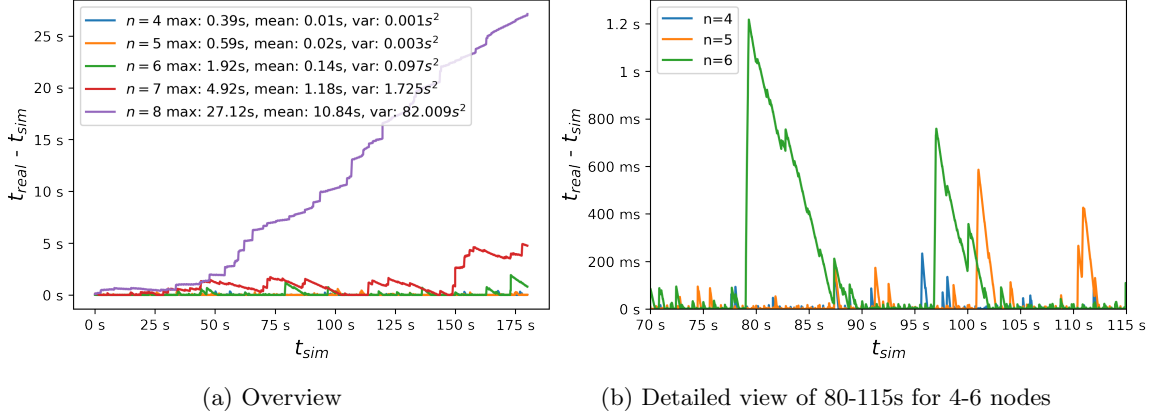 n = 4 max: 0.39s, mean: 0.01s, var: 0.001s²
n = 5 max: 0.59s, mean: 0.02s, var: 0.003s²
n = 6 max: 1.92s, mean: 0.14s, var: 0.097s²
n = 7 max: 4.92s, mean: 1.18s, var: 1.725s²
n = 8 max: 27.12s, mean: 10.84s, var: 82.009s²
25 s
20 s
15 s
10 s
5 s
0 s
t_real - t_sim
0 s 25 s 50 s 75 s 100 s 125 s 150 s 175 s
t_sim
(a) Overview
n=4
n=5
n=6
1.2 s
1 s
800 ms
600 ms
400 ms
200 ms
0 s
t_real - t_sim
70 s 75 s 80 s 85 s 90 s 95 s 100 s 105 s 110 s 115 s
t_sim
(b) Detailed view of 80-115s for 4-6 nodes